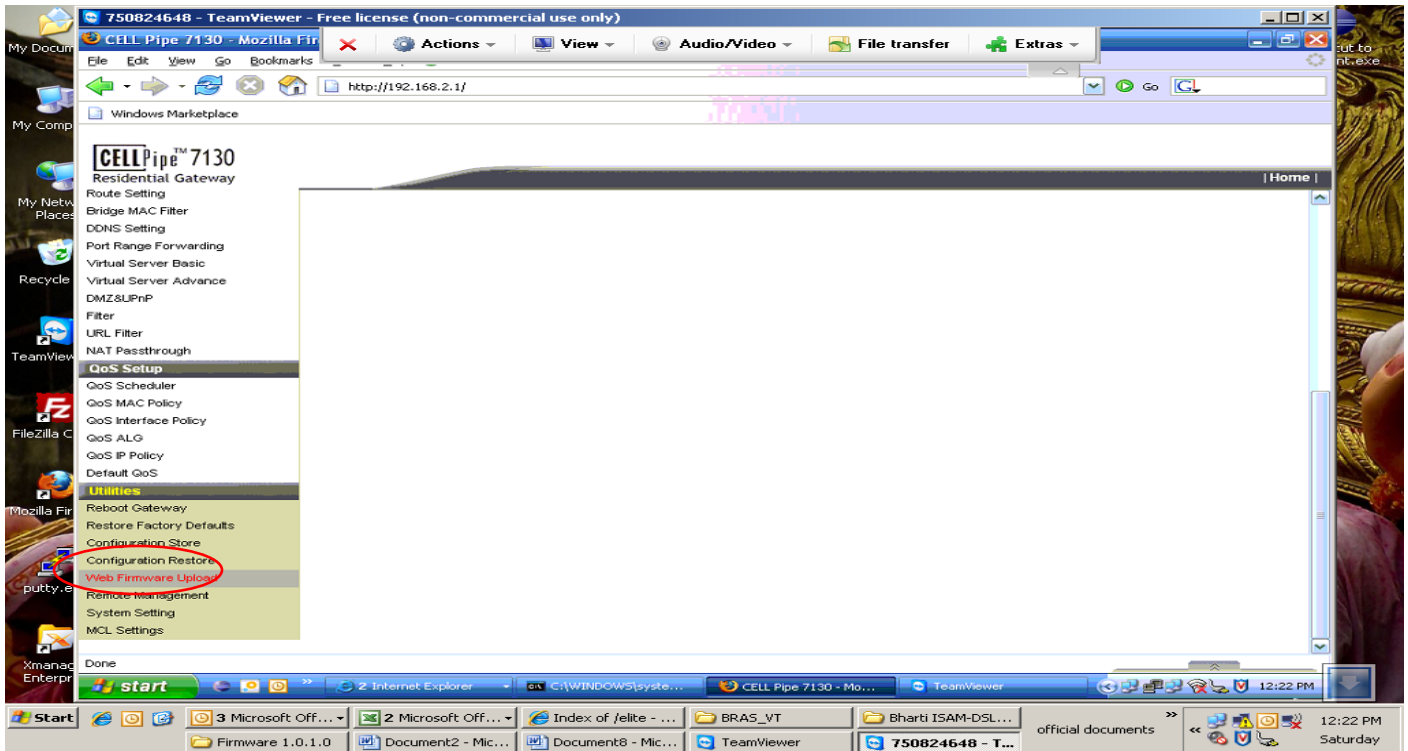 750824648 - TeamViewer - Free license (non-commercial use only)
CELL Pipe 7130 - Mozilla Fir
Actions
View
Audio/Video
File transfer
Extras
File Edit View Go Bookmarks
http://192.168.2.1/
Go
G
Windows Marketplace
CELLPipe™ 7130
Residential Gateway
| Home |
Route Setting
Bridge MAC Filter
DDNS Setting
Port Range Forwarding
Virtual Server Basic
Virtual Server Advance
DMZ&UPnP
Filter
URL Filter
NAT Passthrough
QoS Setup
QoS Scheduler
QoS MAC Policy
QoS Interface Policy
QoS ALG
QoS IP Policy
Default QoS
Utilities
Reboot Gateway
Restore Factory Defaults
Configuration Store
Configuration Restore
Web Firmware Upload
Remote Management
System Setting
MCL Settings
Done
My Docum
My Comp
My Netw
Places
Recycle
TeamView
FileZilla C
Mozilla Fir
putty.e
Xmanag
Enterpr
cut to
nt.exe
start
2 Internet Explorer
C:\WINDOWS\syste...
CELL Pipe 7130 - Mo...
TeamViewer
12:22 PM
Start
3 Microsoft Off...
2 Microsoft Off...
Index of /elite - ...
BRAS_VT
Bharti ISAM-DSL...
official documents
12:22 PM
Firmware 1.0.1.0
Document2 - Mic...
Document8 - Mic...
TeamViewer
750824648 - T...
Saturday